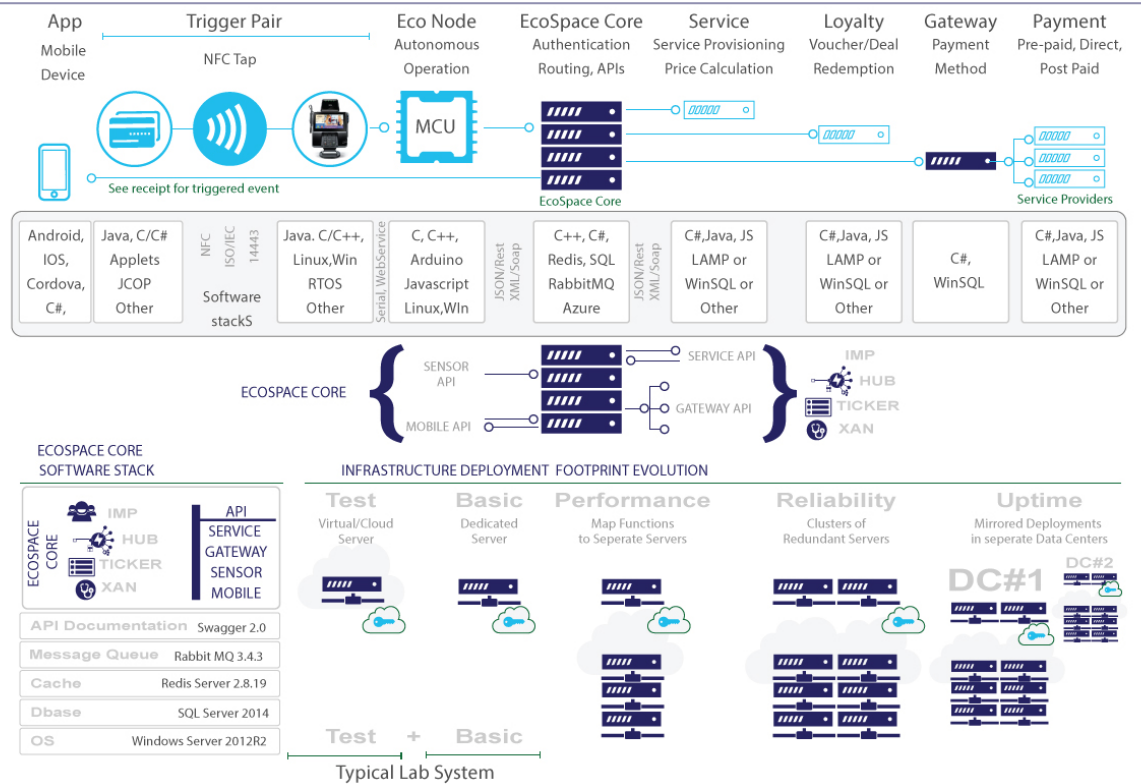 App
Mobile
Device
Trigger Pair
NFC Tap
Eco Node
Autonomous
Operation
EcoSpace Core
Authentication
Routing, APIs
Service
Service Provisioning
Price Calculation
Loyalty
Voucher/Deal
Redemption
Gateway
Payment
Method
Payment
Pre-paid, Direct,
Post Paid
MCU
See receipt for triggered event
EcoSpace Core
Service Providers
Android,
IOS,
Cordova,
C#,
Java, C/C#
Applets
JCOP
Other
NFC
ISO/IEC
14443
Software
stackS
Java. C/C++,
Linux,Win
RTOS
Other
Serial, WebService
C, C++,
Arduino
Javascript
Linux,WIn
JSON/Rest
XML/Soap
C++, C#,
Redis, SQL
RabbitMQ
Azure
JSON/Rest
XML/Soap
C#,Java, JS
LAMP or
WinSQL or
Other
C#,Java, JS
LAMP or
WinSQL or
Other
C#,
WinSQL
C#,Java, JS
LAMP or
WinSQL or
Other
ECOSPACE CORE
SENSOR
API
MOBILE API
SERVICE API
GATEWAY API
IMP
HUB
TICKER
XAN
ECOSPACE CORE
SOFTWARE STACK
ECOSPACE
CORE
IMP
HUB
TICKER
XAN
API
SERVICE
GATEWAY
SENSOR
MOBILE
API Documentation Swagger 2.0
Message Queue Rabbit MQ 3.4.3
Cache Redis Server 2.8.19
Dbase SQL Server 2014
OS Windows Server 2012R2
INFRASTRUCTURE DEPLOYMENT FOOTPRINT EVOLUTION
Test
Virtual/Cloud
Server
Basic
Dedicated
Server
Performance
Map Functions
to Seperate Servers
Reliability
Clusters of
Redundant Servers
Uptime
Mirrored Deployments
in seperate Data Centers
DC#1
DC#2
Test + Basic
Typical Lab System